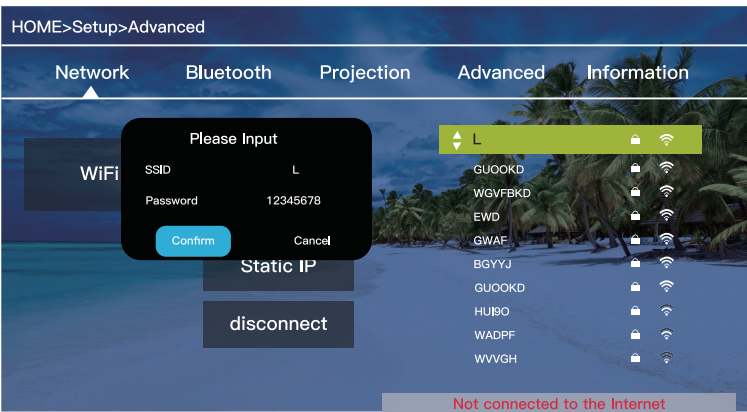 HOME>Setup>Advanced
Network Bluetooth Projection Advanced Information
WiFi
Please Input
SSID L
Password 12345678
Confirm Cancel
Static IP
disconnect
L
GUOOKD
WGVFBKD
EWD
GWAF
BGYYJ
GUOOKD
HUI9O
WADPF
WVVGH
Not connected to the Internet